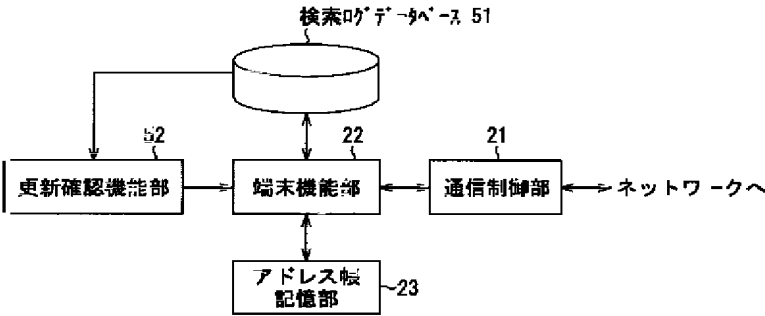 検索ログデータベース 51
52
22
21
更新確認機能部
端末機能部
通信制御部
ネットワークへ
アドレス帳
記憶部
23